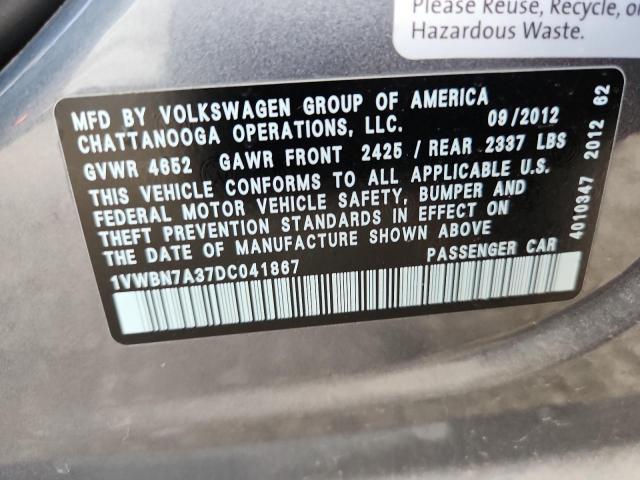 Please Reuse, Recycle, or
Hazardous Waste.
MFD BY VOLKSWAGEN GROUP OF AMERICA
CHATTANOOGA OPERATIONS, LLC. 09/2012
GVWR 4652 GAWR FRONT 2425 / REAR 2337 LBS
THIS VEHICLE CONFORMS TO ALL APPLICABLE U.S.
FEDERAL MOTOR VEHICLE SAFETY, BUMPER AND
THEFT PREVENTION STANDARDS IN EFFECT ON
THE DATE OF MANUFACTURE SHOWN ABOVE
1VWBN7A37DC041867 PASSENGER CAR
4010347 2012 62